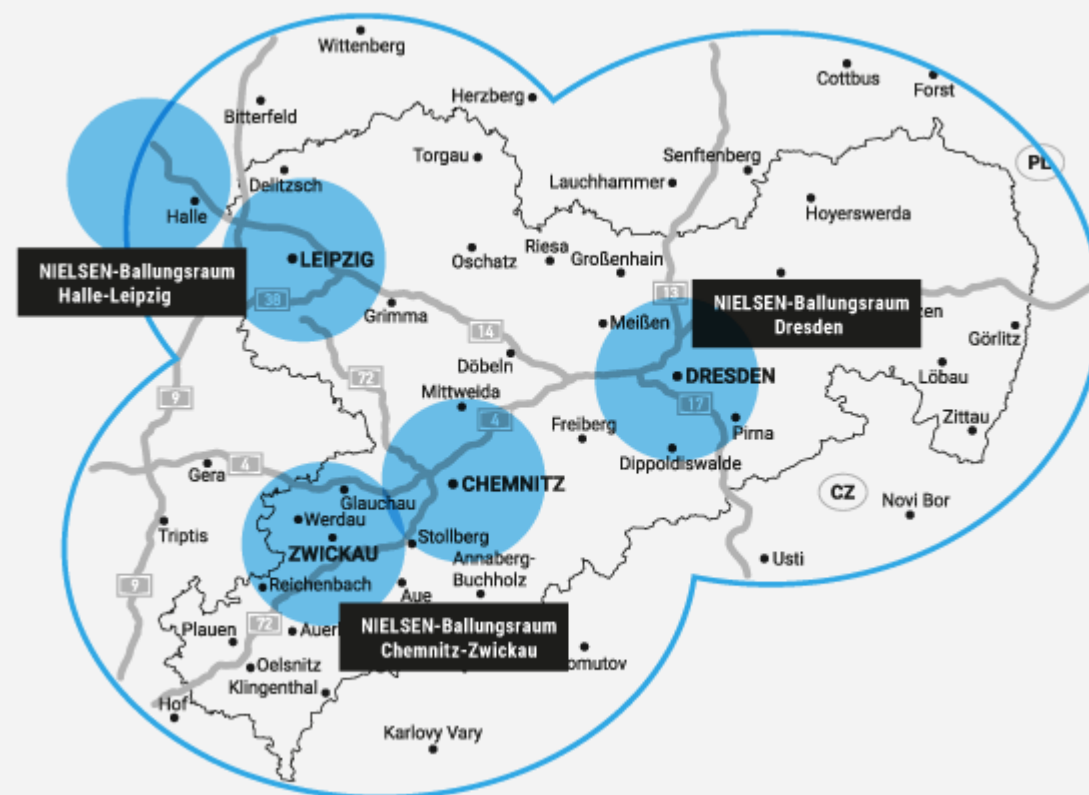 Wittenberg
Cottbus
Forst
Herzberg
Bitterfeld
Torgau
Senftenberg
PL
Delitzsch
Lauchhammer
Halle
Hoyerswerda
LEIPZIG
Oschatz
Riesa
Großenhain
NIELSEN-Ballungsraum
Halle-Leipzig
38
13
NIELSEN-Ballungsraum
Dresden
Grimma
Meißen
zen
Görlitz
14
Döbeln
DRESDEN
Löbau
72
9
Mittweida
17
4
Freiberg
Pirna
Zittau
Dippoldiswalde
Gera
4
CHEMNITZ
CZ
Glauchau
Novi Bor
Werdau
Triptis
Stollberg
ZWICKAU
Annaberg-
Buchholz
Usti
9
Reichenbach
Aue
72
Plauen
Auer
NIELSEN-Ballungsraum
Chemnitz-Zwickau
omutov
Oelsnitz
Klingenthal
Hof
Karlovy Vary